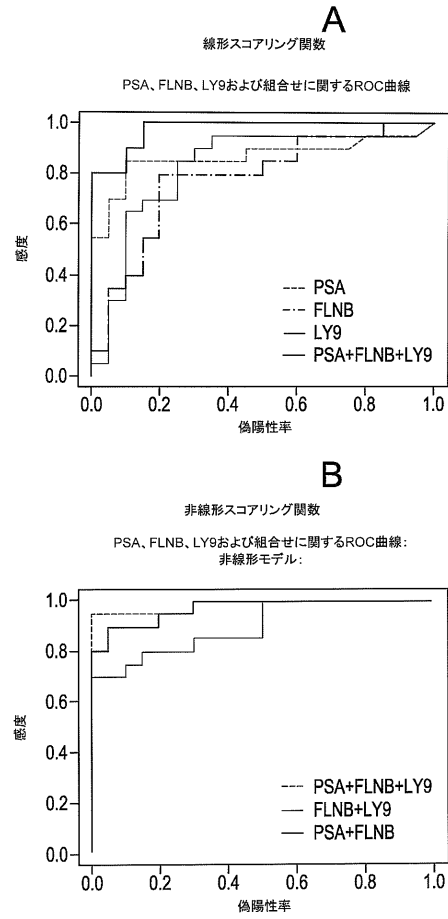 A
線形スコアリング関数
PSA、FLNB、LY9および組合せに関するROC曲線
1.0
0.8
0.6
0.4
0.2
0.0
感度
PSA
FLNB
LY9
PSA+FLNB+LY9
0.0 0.2 0.4 0.6 0.8 1.0
偽陽性率
B
非線形スコアリング関数
PSA、FLNB、LY9および組合せに関するROC曲線:
非線形モデル:
1.0
0.8
0.6
0.4
0.2
0.0
感度
PSA+FLNB+LY9
FLNB+LY9
PSA+FLNB
0.0 0.2 0.4 0.6 0.8 1.0
偽陽性率